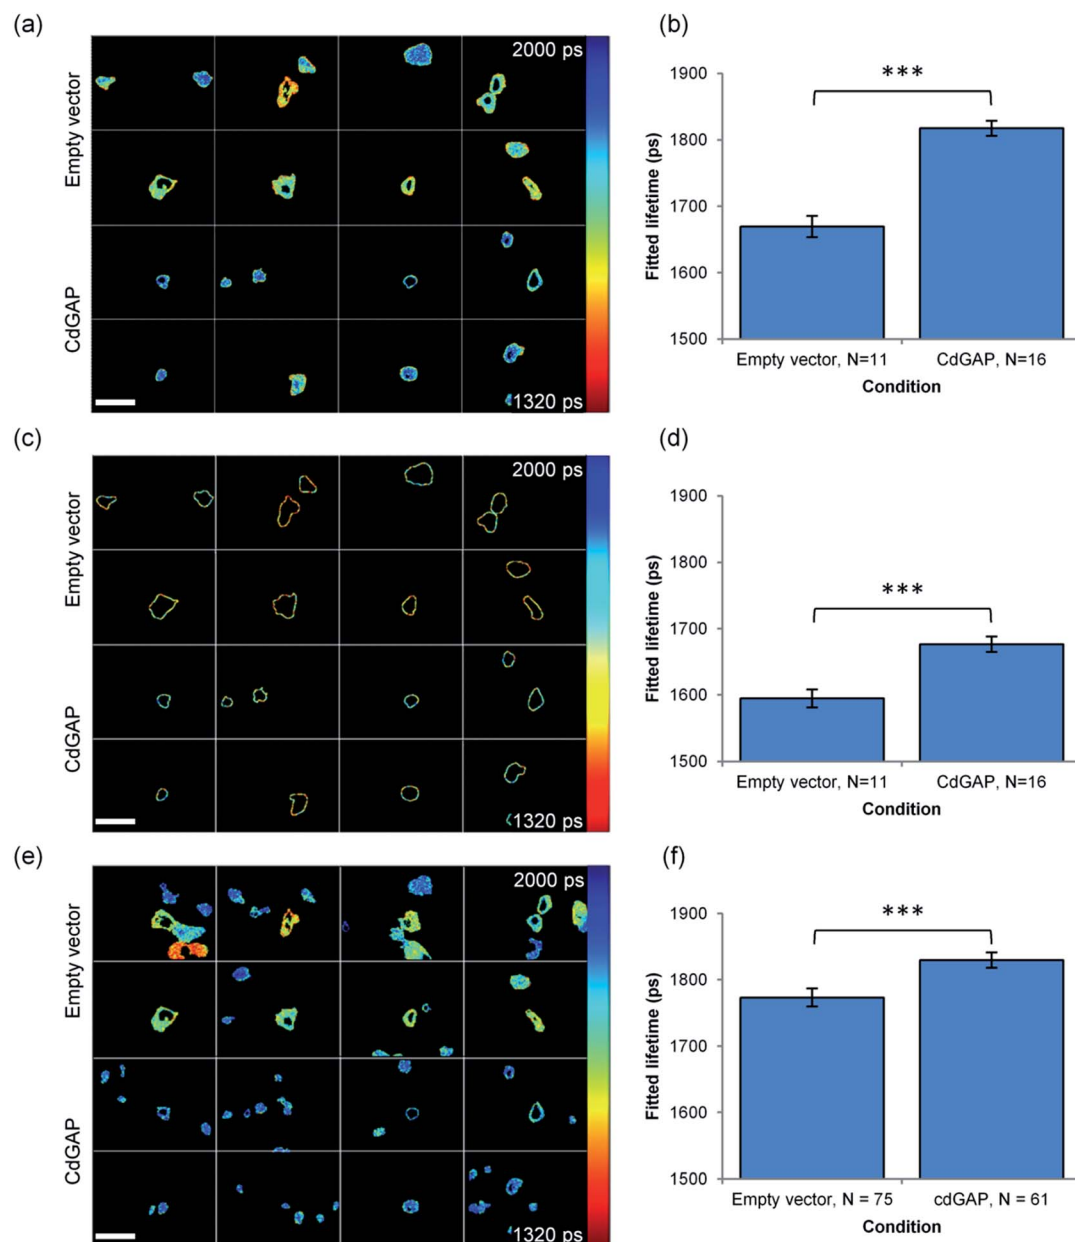 (a)
2000 ps
Empty vector
CdGAP
1320 ps
(b)
1900
1800
1700
1600
1500
Fitted lifetime (ps)
***
Empty vector, N=11
CdGAP, N=16
Condition
(c)
2000 ps
Empty vector
CdGAP
1320 ps
(d)
1900
1800
1700
1600
1500
Fitted lifetime (ps)
***
Empty vector, N=11
CdGAP, N=16
Condition
(e)
2000 ps
Empty vector
CdGAP
1320 ps
(f)
1900
1800
1700
1600
1500
Fitted lifetime (ps)
***
Empty vector, N = 75
cdGAP, N = 61
Condition